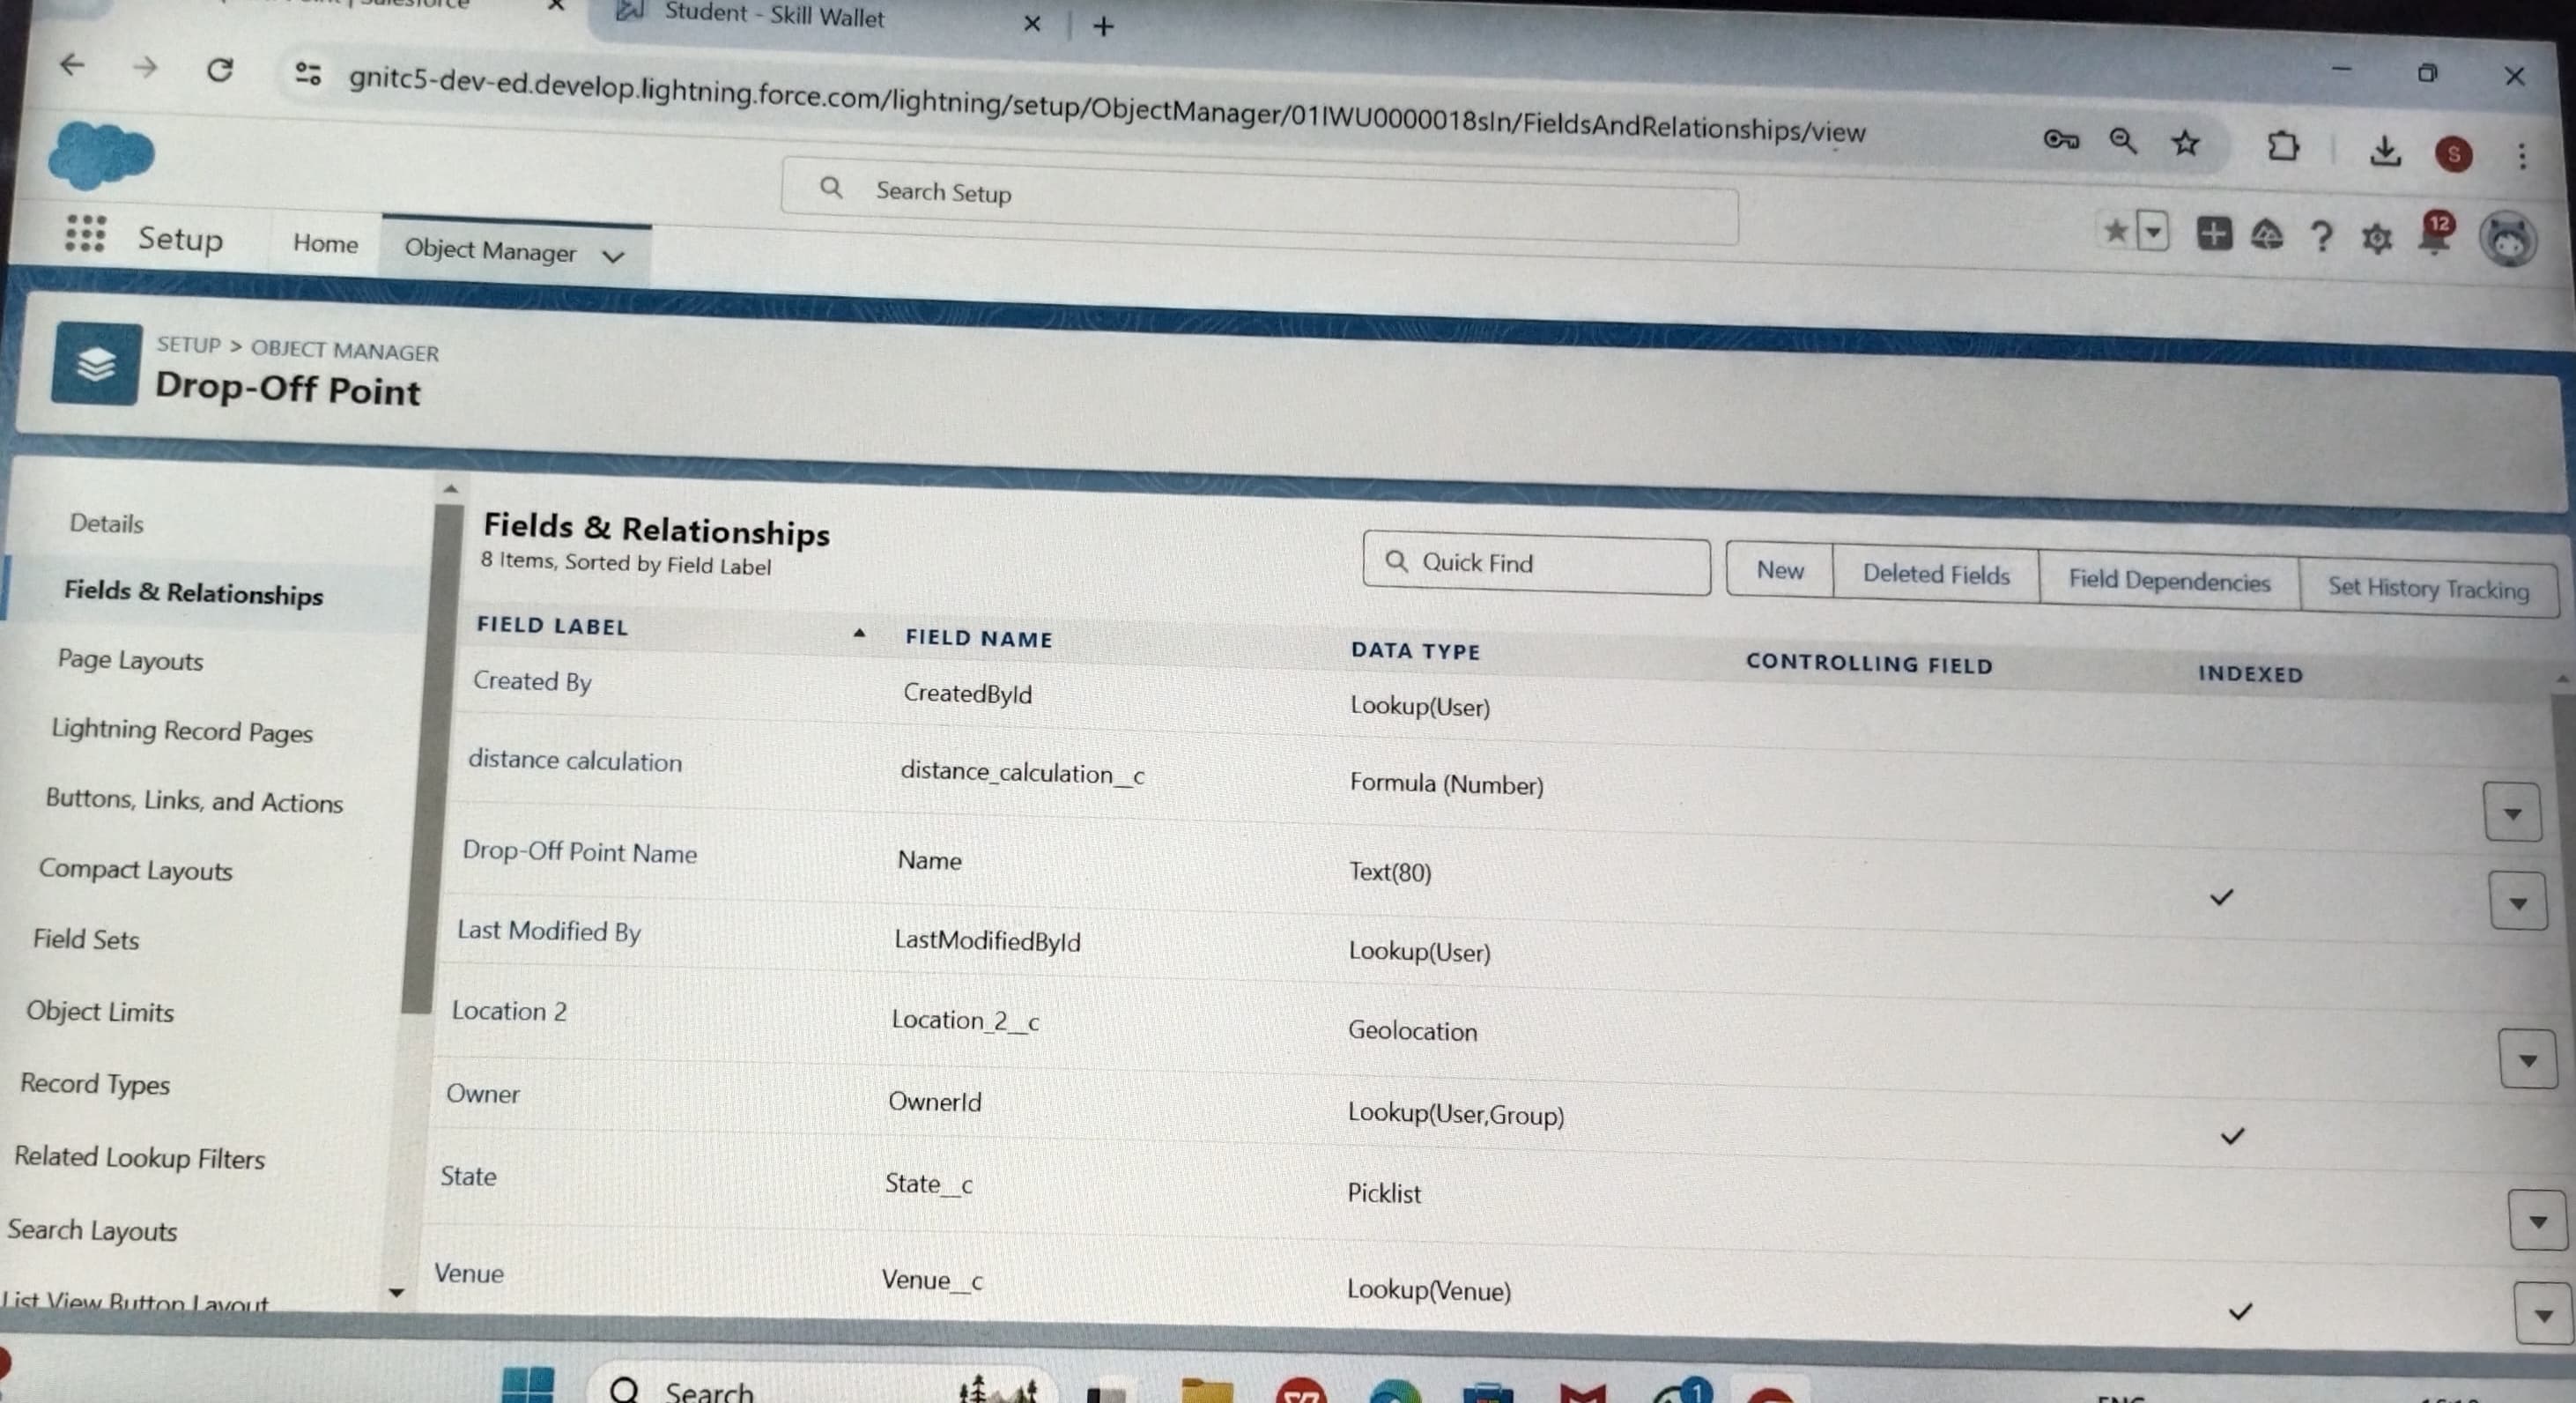 Student - Skill Wallet
gnitc5-dev-ed.develop.lightning.force.com/lightning/setup/ObjectManager/01IWU0000018sln/FieldsAndRelationships/view
S
Search Setup
Setup Home Object Manager
12
SETUP > OBJECT MANAGER
Drop-Off Point
Details
Fields & Relationships
Page Layouts
Lightning Record Pages
Buttons, Links, and Actions
Compact Layouts
Field Sets
Object Limits
Record Types
Related Lookup Filters
Search Layouts
List View Button Layout
Fields & Relationships
8 Items, Sorted by Field Label
Quick Find
New Deleted Fields Field Dependencies Set History Tracking
FIELD LABEL FIELD NAME DATA TYPE CONTROLLING FIELD INDEXED
Created By CreatedById Lookup(User)
distance calculation distance_calculation__c Formula (Number)
Drop-Off Point Name Name Text(80)
Last Modified By LastModifiedById Lookup(User)
Location 2 Location_2__c Geolocation
Owner OwnerId Lookup(User,Group)
State State__c Picklist
Venue Venue__c Lookup(Venue)
Search
1